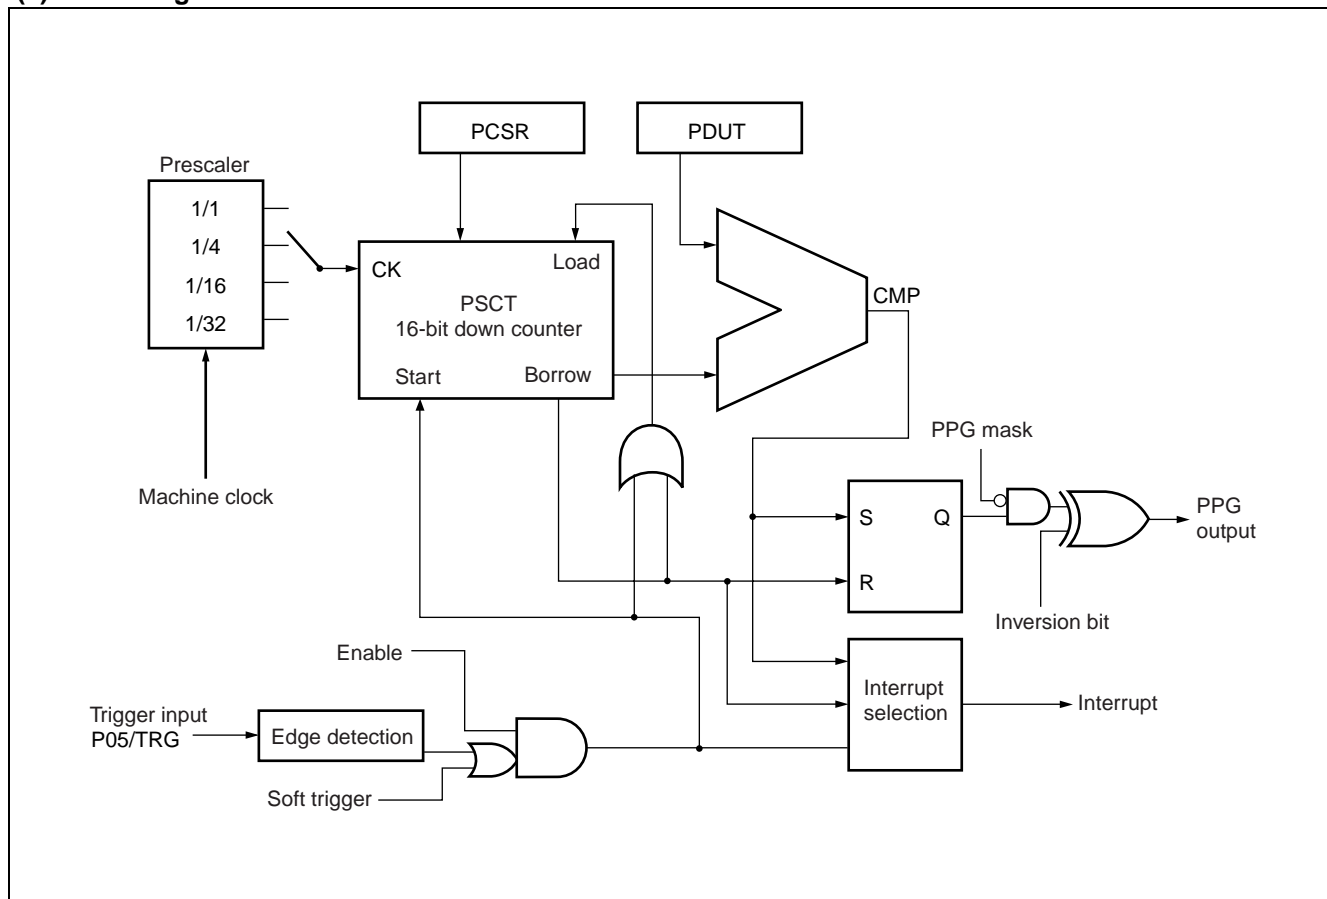 PCSR
PDUT
Prescaler
1/1
1/4
1/16
1/32
CK
Load
PSCT
16-bit down counter
Start
Borrow
CMP
Machine clock
PPG mask
S
Q
R
PPG
output
Inversion bit
Enable
Interrupt
selection
Interrupt
Trigger input
P05/TRG
Edge detection
Soft trigger